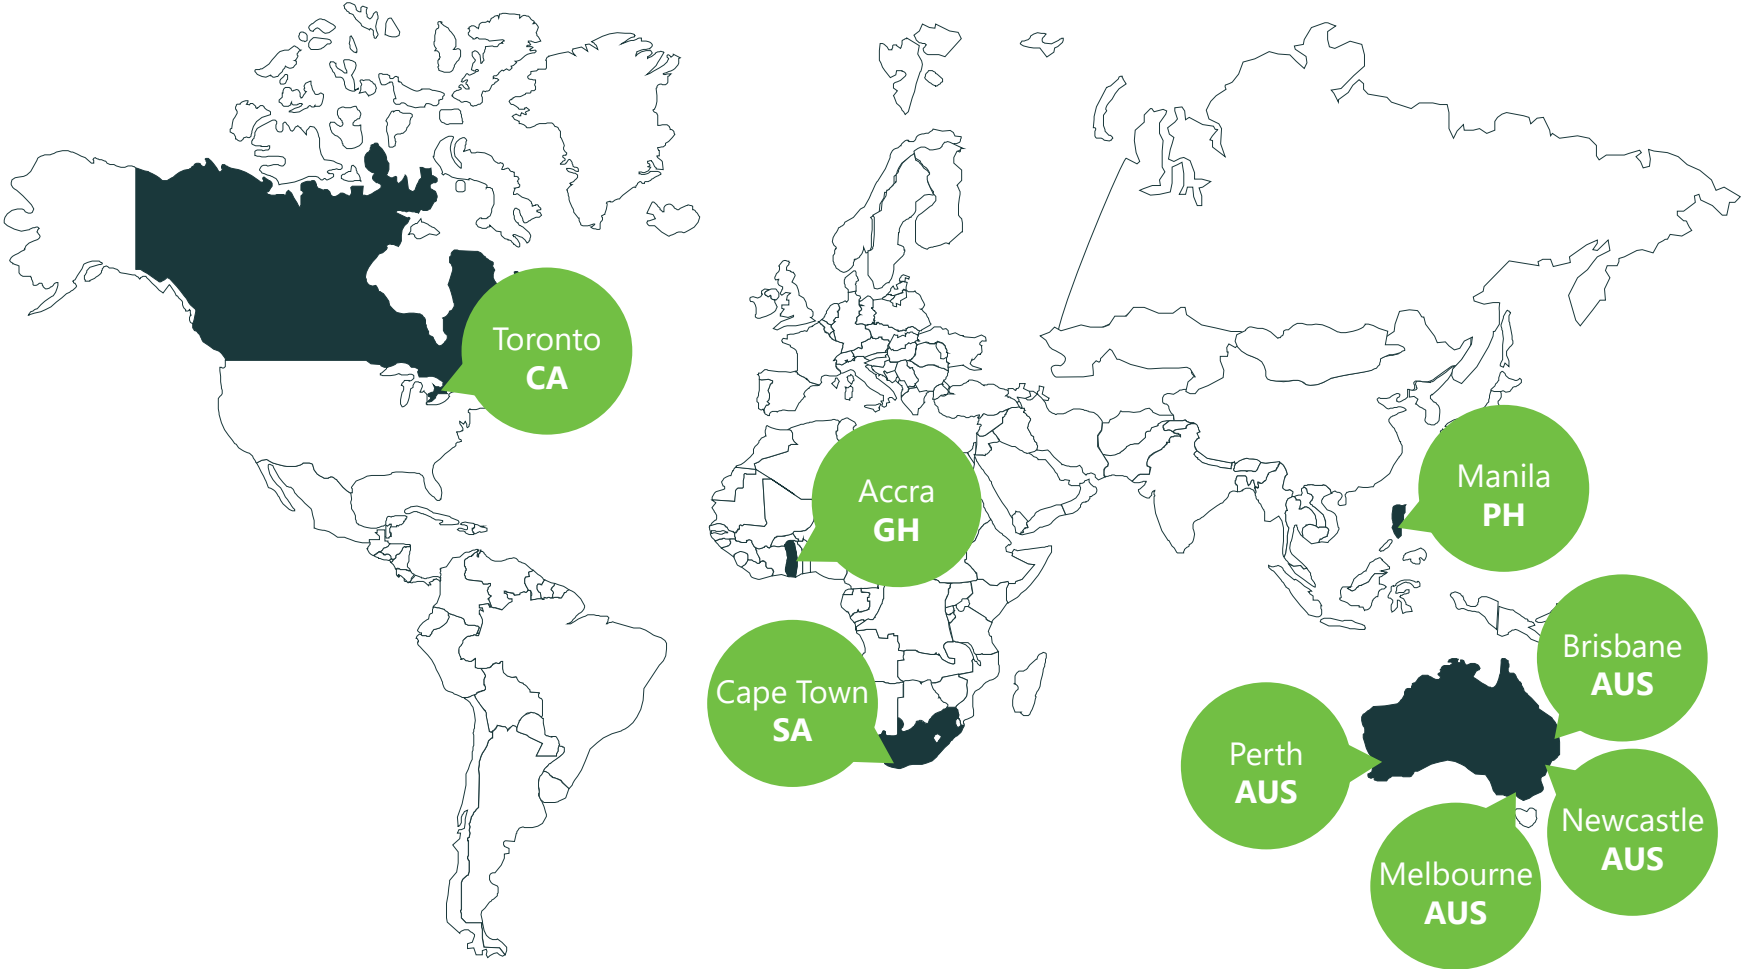 Toronto
CA
Accra
GH
Manila
PH
Cape Town
SA
Brisbane
AUS
Perth
AUS
Newcastle
AUS
Melbourne
AUS